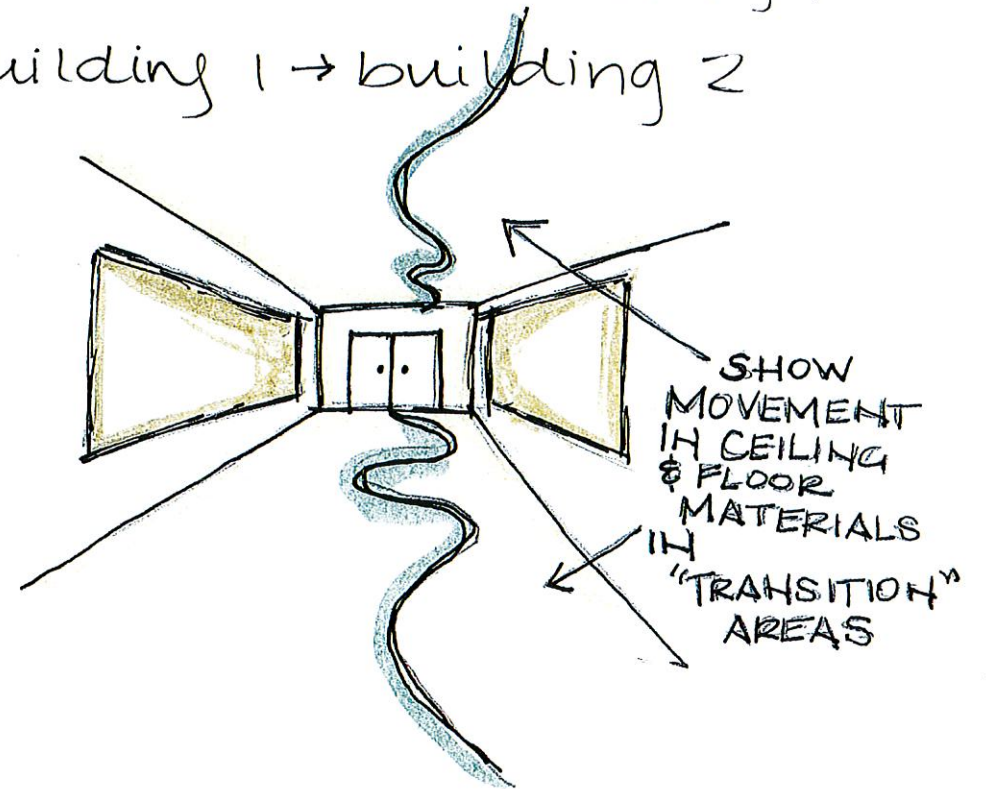 uilding 1 → building 2
SHOW
MOVEMENT
IN CEILING
& FLOOR
MATERIALS
IN
"TRANSITION"
AREAS